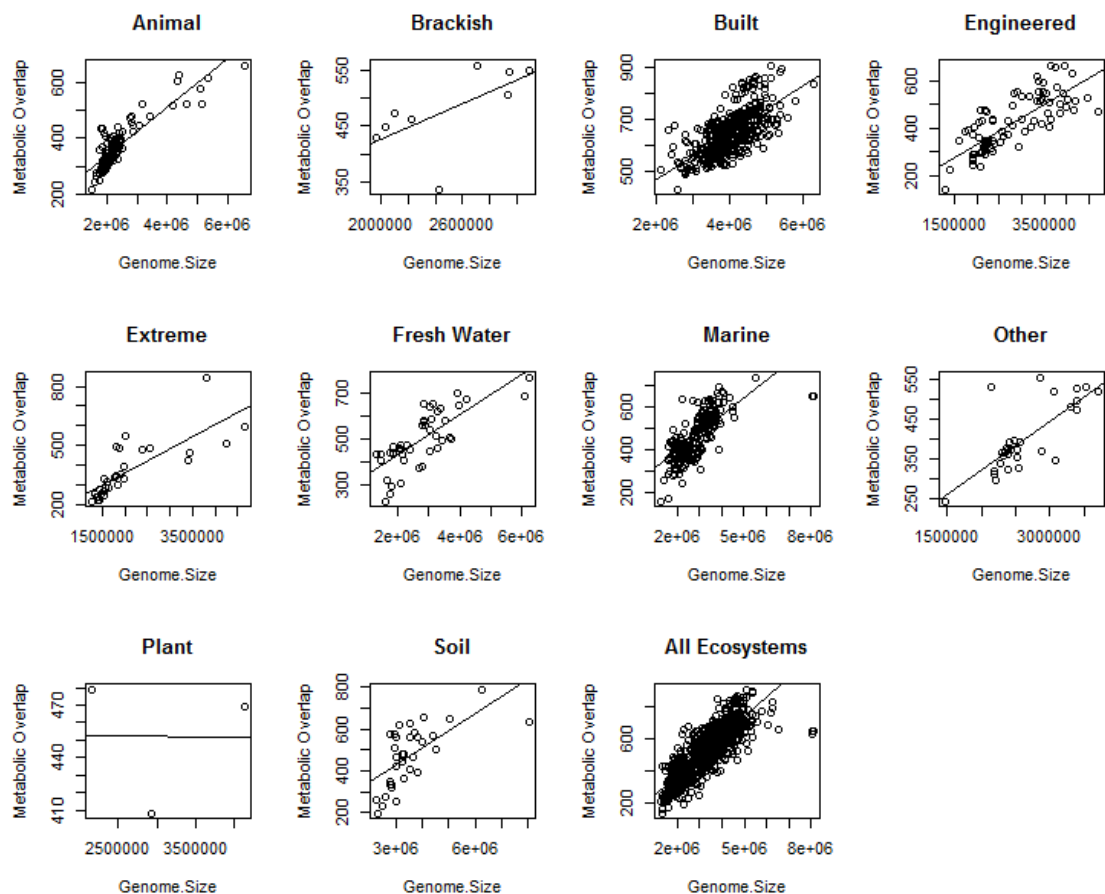 Animal Brackish Built Engineered
Metabolic Overlap Metabolic Overlap Metabolic Overlap Metabolic Overlap
600 550 900 600
400 450 700 400
200 350 500 200
2e+06 4e+06 6e+06 2000000 2600000 2e+06 4e+06 6e+06 1500000 3500000
Genome.Size Genome.Size Genome.Size Genome.Size
Extreme Fresh Water Marine Other
Metabolic Overlap Metabolic Overlap Metabolic Overlap Metabolic Overlap
800 700 600 550
500 500 400 450
200 300 200 350
250
1500000 3500000 2e+06 4e+06 6e+06 2e+06 5e+06 8e+06 1500000 3000000
Genome.Size Genome.Size Genome.Size Genome.Size
Plant Soil All Ecosystems
Metabolic Overlap Metabolic Overlap Metabolic Overlap
470 800 600
440 600 200
410 400
200
2500000 3500000 3e+06 6e+06 2e+06 5e+06 8e+06
Genome.Size Genome.Size Genome.Size